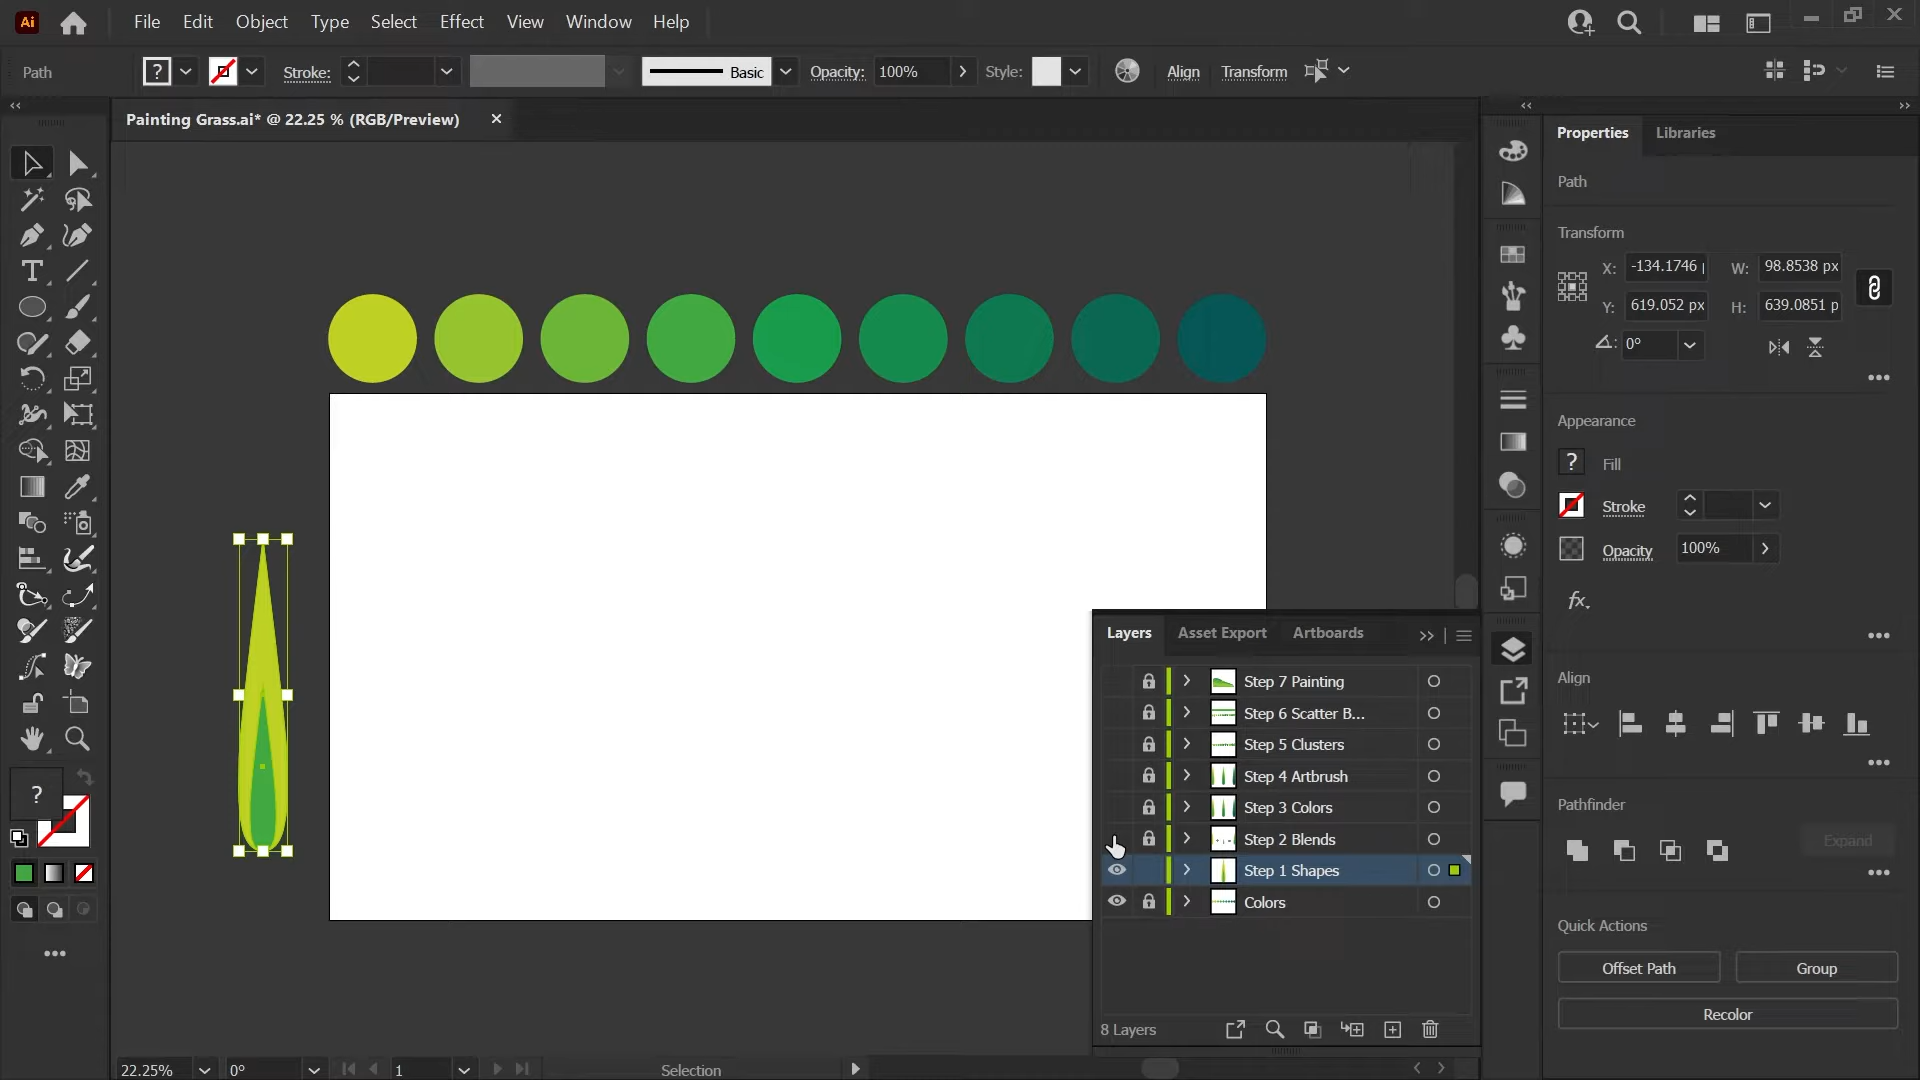 Ai File Edit Object Type Select Effect View Window Help
Path ? Stroke: Basic Opacity: 100% Style: Align Transform
Painting Grass.ai* @ 22.25 % (RGB/Preview)
Properties Libraries
Path
Transform
X: -134.1746 W: 98.8538 px
Y: 619.052 px H: 639.0851 p
0°
Appearance
? Fill
Stroke
Opacity 100%
fx.
Align
Pathfinder
Expand
Quick Actions
Offset Path Group
Recolor
Layers Asset Export Artboards
Step 7 Painting
Step 6 Scatter B...
Step 5 Clusters
Step 4 Artbrush
Step 3 Colors
Step 2 Blends
Step 1 Shapes
Colors
8 Layers
T
?
22.25% 0° 1 Selection